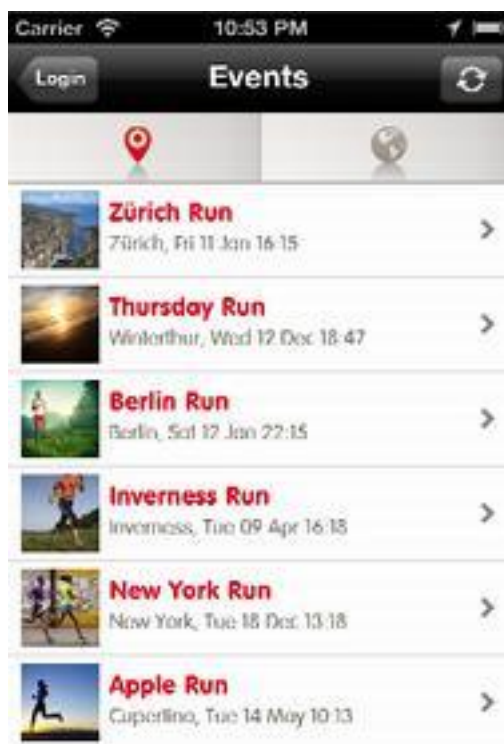 Carrier 10:53 PM
Login Events
Zürich Run
Zürich, Fri 11 Jan 16:15
Thursday Run
Winterthur, Wed 12 Dec 18:47
Berlin Run
Berlin, Sat 12 Jan 22:15
Inverness Run
Inverness, Tue 09 Apr 16:18
New York Run
New York, Tue 18 Dec 13:18
Apple Run
Cupertino, Tue 14 May 10:13